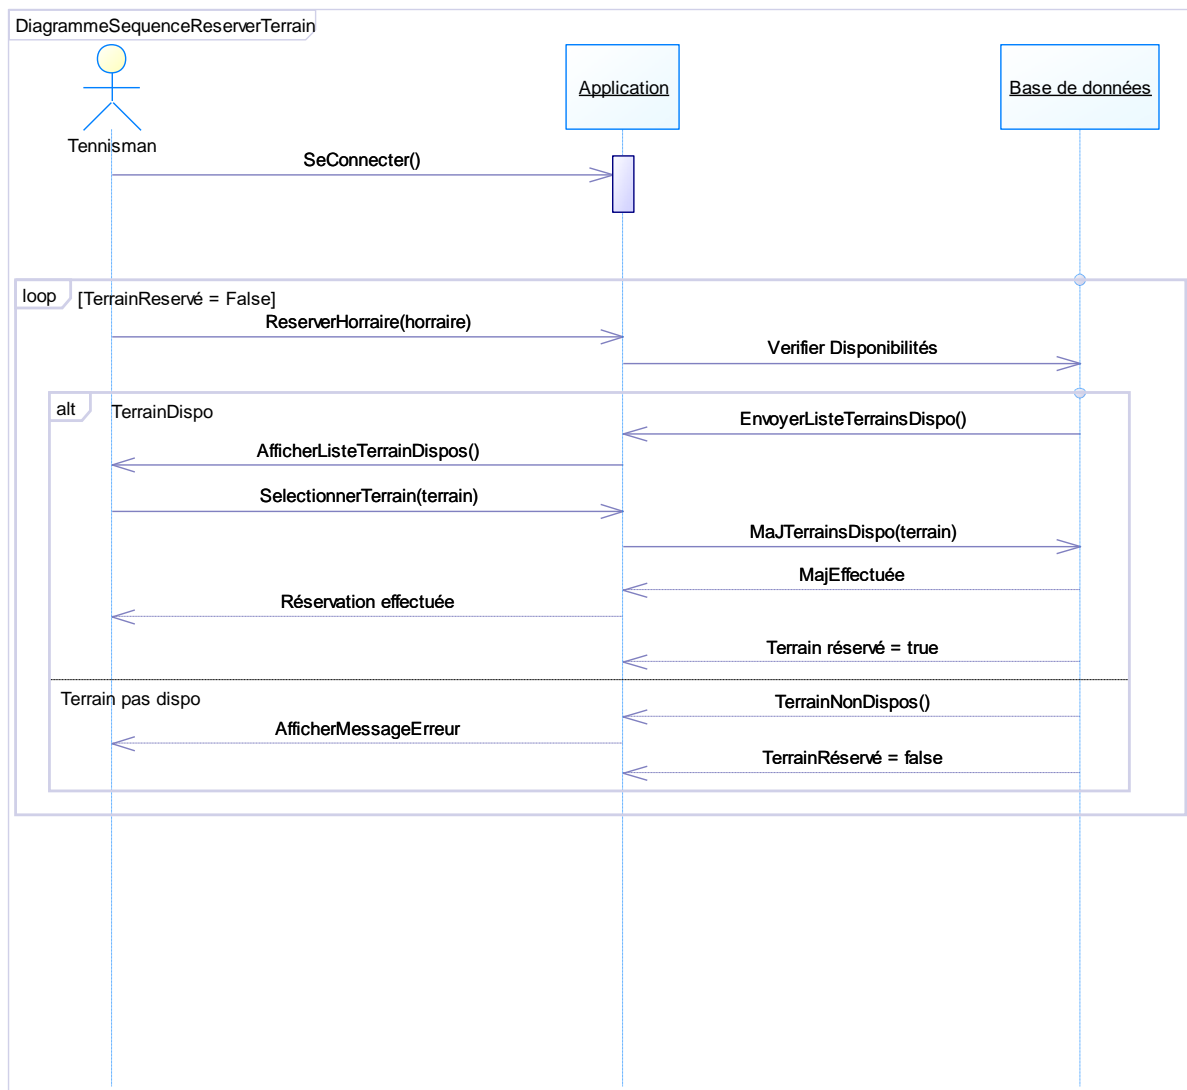 DiagrammeSequenceReserverTerrain
Application
Base de données
Tennisman
SeConnecter()
loop
[TerrainReservé = False]
ReserverHorraire(horraire)
Verifier Disponibilités
alt
TerrainDispo
EnvoyerListeTerrainsDispo()
AfficherListeTerrainDispos()
SelectionnerTerrain(terrain)
MaJTerrainsDispo(terrain)
MajEffectuée
Réservation effectuée
Terrain réservé = true
Terrain pas dispo
TerrainNonDispos()
AfficherMessageErreur
TerrainRéservé = false